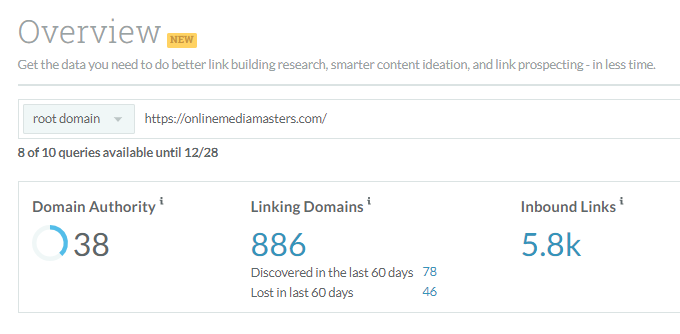 Overview NEW
Get the data you need to do better link building research, smarter content ideation, and link prospecting - in less time.
root domain https://onlinemediamasters.com/
8 of 10 queries available until 12/28
Domain Authority i Linking Domains i Inbound Links i
38 886 5.8k
Discovered in the last 60 days 78
Lost in last 60 days 46